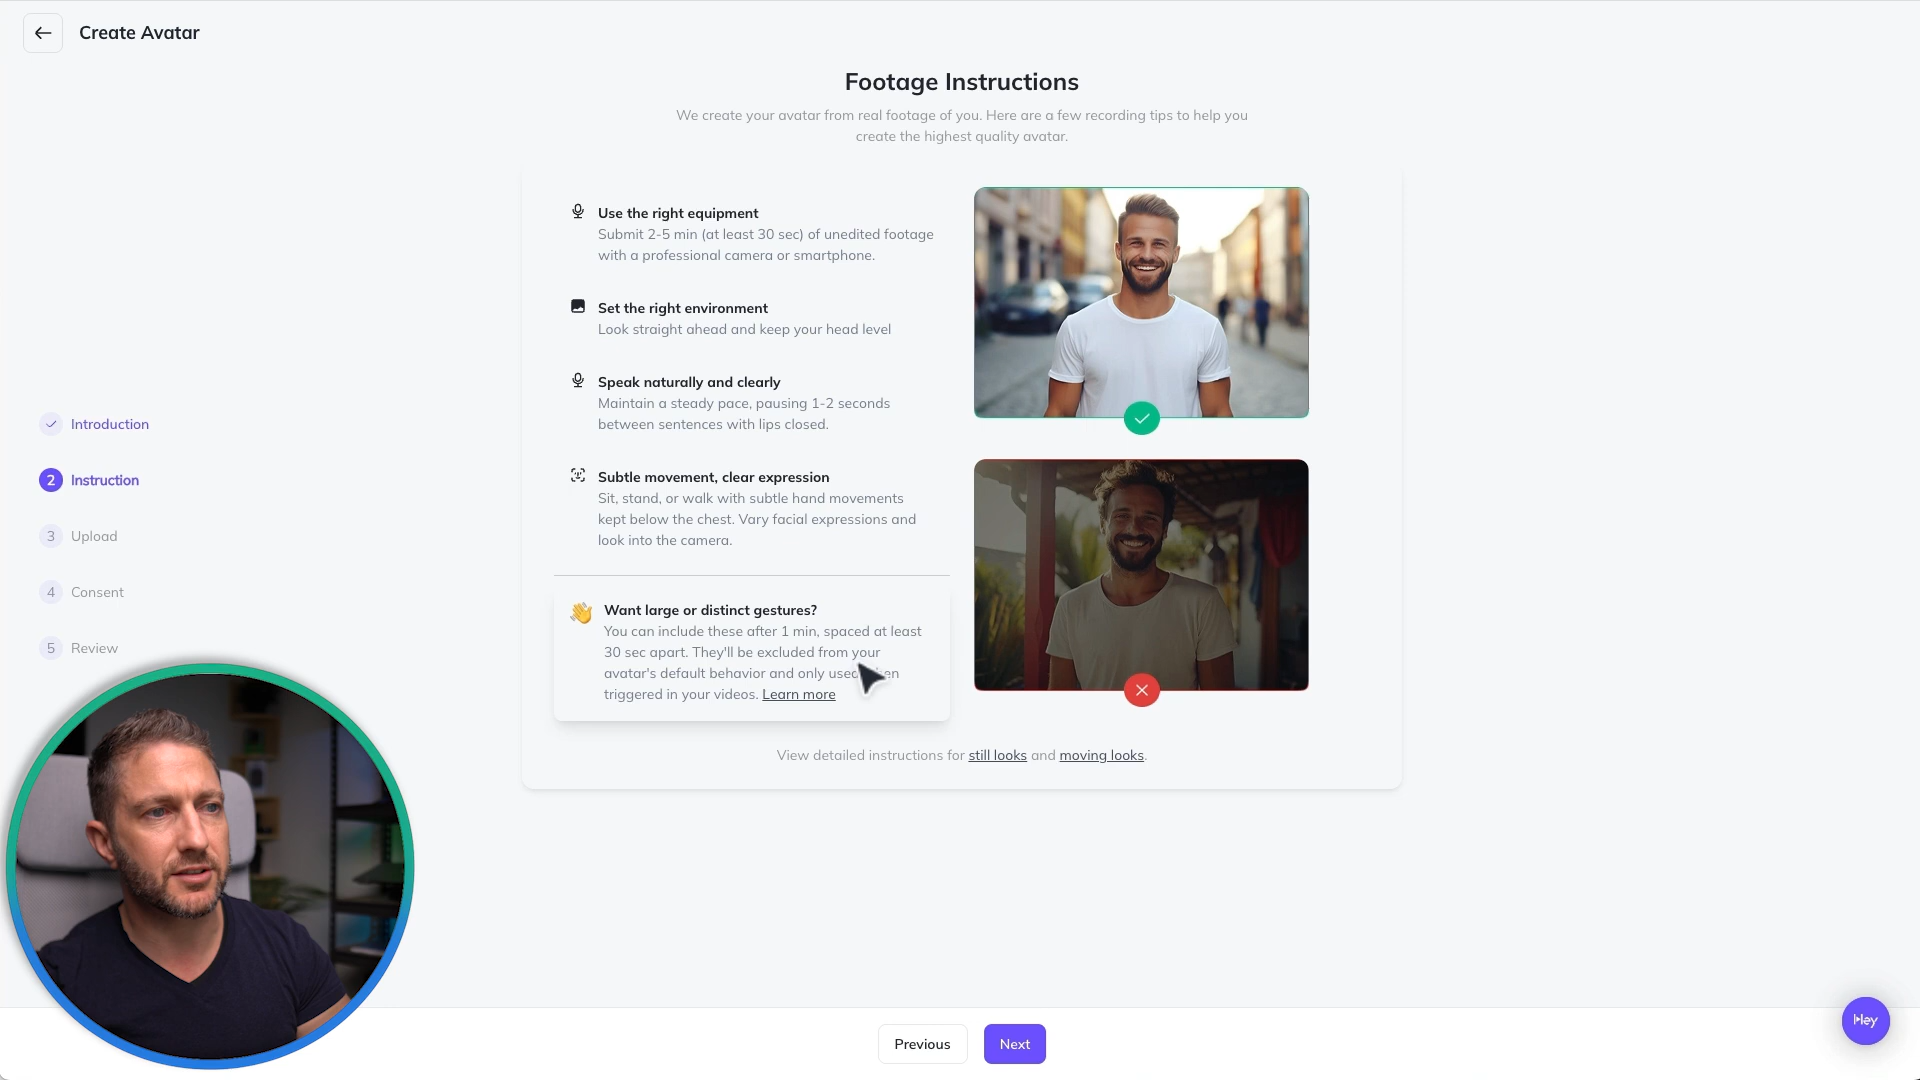 Create Avatar
Footage Instructions
We create your avatar from real footage of you. Here are a few recording tips to help you
create the highest quality avatar.
Use the right equipment
Submit 2-5 min (at least 30 sec) of unedited footage
with a professional camera or smartphone.
Set the right environment
Look straight ahead and keep your head level
Speak naturally and clearly
Maintain a steady pace, pausing 1-2 seconds
between sentences with lips closed.
Subtle movement, clear expression
Sit, stand, or walk with subtle hand movements
kept below the chest. Vary facial expressions and
look into the camera.
Want large or distinct gestures?
You can include these after 1 min, spaced at least
30 sec apart. They'll be excluded from your
avatar's default behavior and only used
triggered in your videos. Learn more
View detailed instructions for still looks and moving looks.
Introduction
2 Instruction
3 Upload
4 Consent
5 Review
Previous
Next
Hey